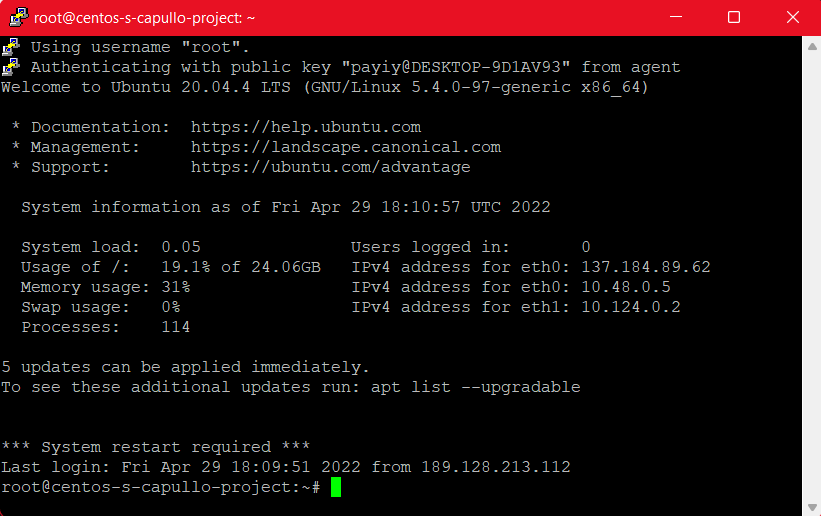 root@centos-s-capullo-project: ~
Using username "root".
Authenticating with public key "payiy@DESKTOP-9D1AV93" from agent
Welcome to Ubuntu 20.04.4 LTS (GNU/Linux 5.4.0-97-generic x86_64)
* Documentation:  https://help.ubuntu.com
* Management:     https://landscape.canonical.com
* Support:        https://ubuntu.com/advantage
System information as of Fri Apr 29 18:10:57 UTC 2022
System load:  0.05               Users logged in:       0
Usage of /:   19.1% of 24.06GB   IPv4 address for eth0: 137.184.89.62
Memory usage: 31%                IPv4 address for eth0: 10.48.0.5
Swap usage:   0%                 IPv4 address for eth1: 10.124.0.2
Processes:    114
5 updates can be applied immediately.
To see these additional updates run: apt list --upgradable
*** System restart required ***
Last login: Fri Apr 29 18:09:51 2022 from 189.128.213.112
root@centos-s-capullo-project:~#